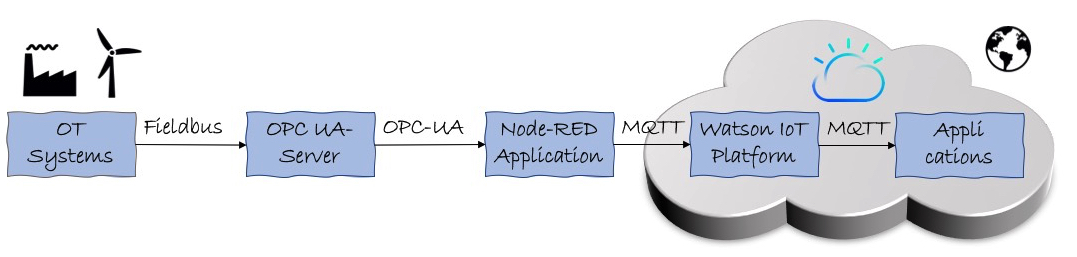 OT
Systems
Fieldbus
OPC UA-
Server
OPC-UA
Node-RED
Application
MQTT
Watson IoT
Platform
MQTT
Appli
cations